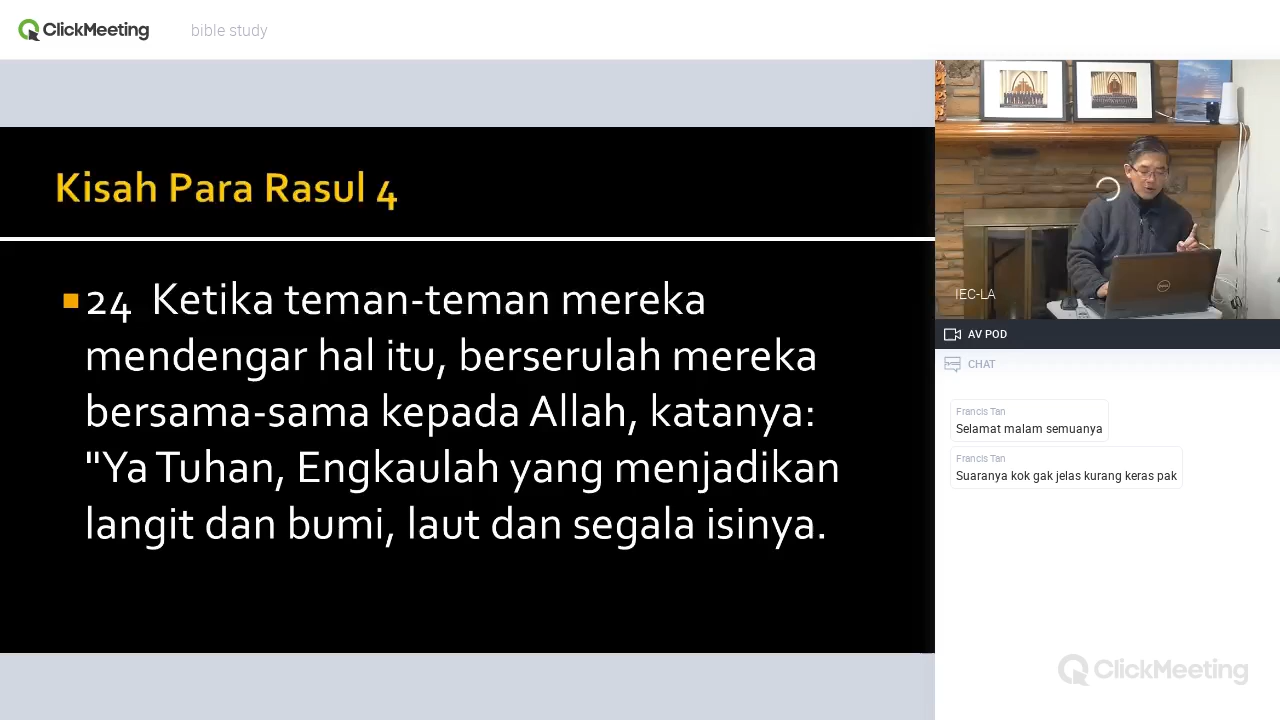 ClickMeeting
bible study
Kisah Para Rasul 4
24 Ketika teman-teman mereka
mendengar hal itu, berserulah mereka
bersama-sama kepada Allah, katanya:
"Ya Tuhan, Engkaulah yang menjadikan
langit dan bumi, laut dan segala isinya.
IEC-LA
DELL
AV POD
CHAT
Francis Tan
Selamat malam semuanya
Francis Tan
Suaranya kok gak jelas kurang keras pak
ClickMeeting